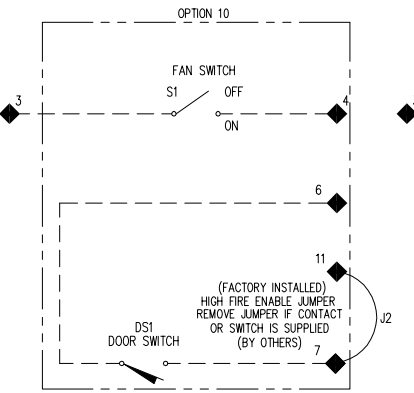 OPTION 10
FAN SWITCH
3
S1
OFF
4
ON
6
11
(FACTORY INSTALLED)
HIGH FIRE ENABLE JUMPER
REMOVE JUMPER IF CONTACT
OR SWITCH IS SUPPLIED
(BY OTHERS)
J2
DS1
DOOR SWITCH
7